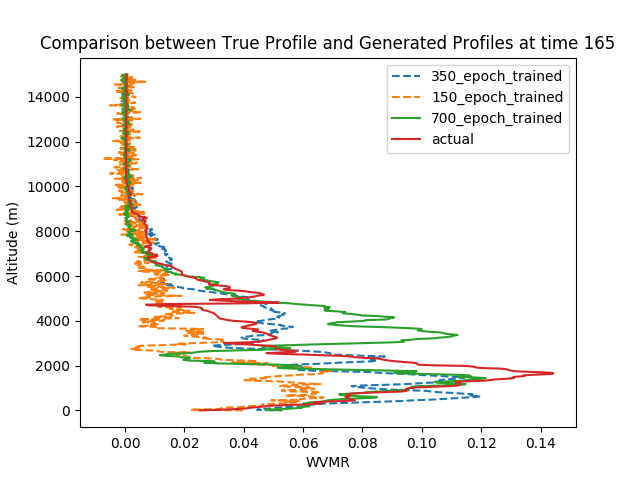 Comparison between True Profile and Generated Profiles at time 165
350_epoch_trained
150_epoch_trained
700_epoch_trained
actual
14000
12000
10000
8000
6000
4000
2000
0
Altitude (m)
0.00 0.02 0.04 0.06 0.08 0.10 0.12 0.14
WVMR